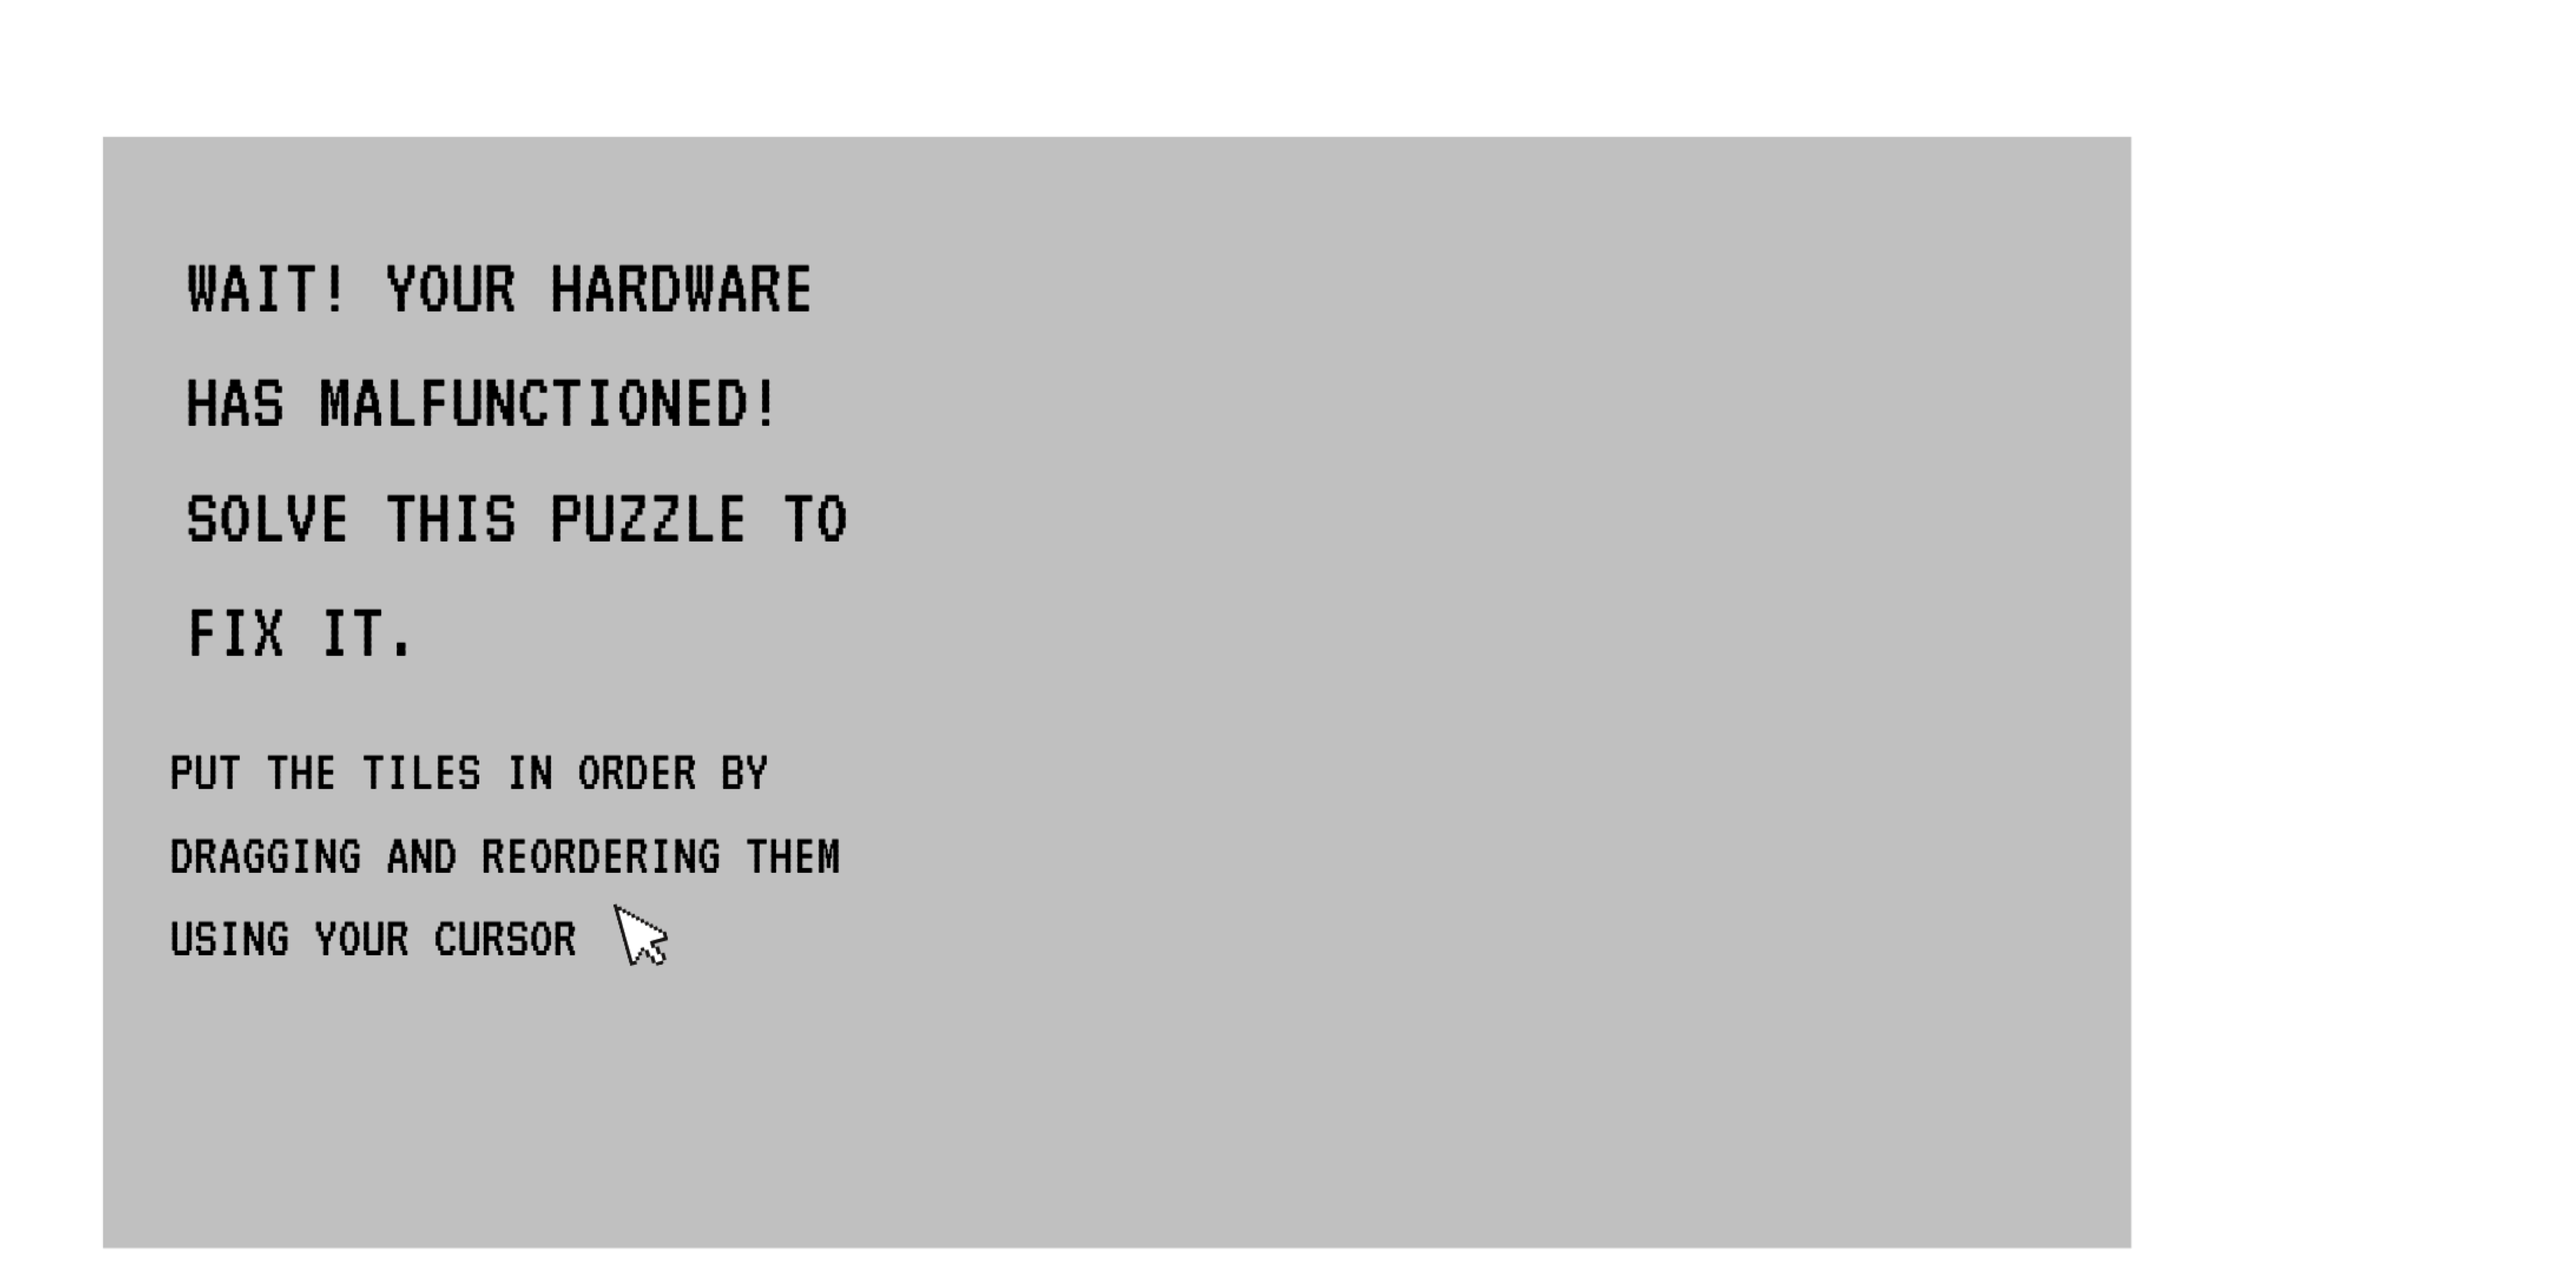 WAIT! YOUR HARDWARE
HAS MALFUNCTIONED!
SOLVE THIS PUZZLE TO
FIX IT.
PUT THE TILES IN ORDER BY
DRAGGING AND REORDERING THEM
USING YOUR CURSOR